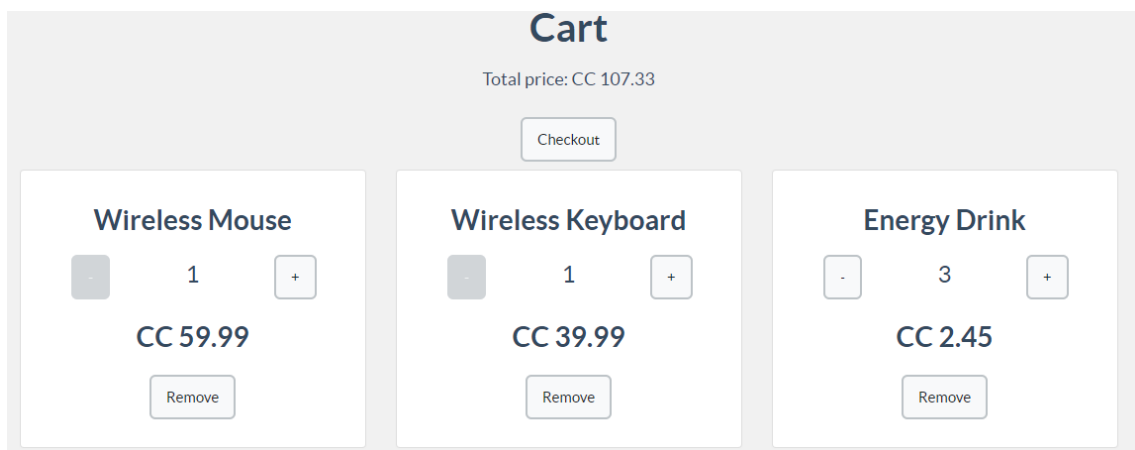 Cart
Total price: CC 107.33
Checkout
Wireless Mouse
- 1 +
CC 59.99
Remove
Wireless Keyboard
- 1 +
CC 39.99
Remove
Energy Drink
- 3 +
CC 2.45
Remove